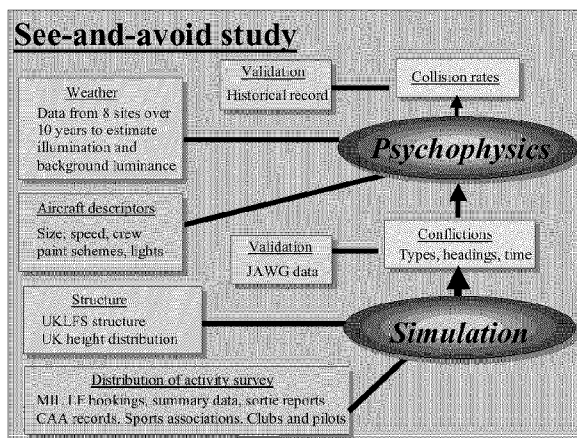 See-and-avoid study
Validation
Historical record
Collision rates
Weather
Data from 8 sites over
10 years to estimate
illumination and
background luminance
Psychophysics
Aircraft descriptors
Size, speed, crew
paint schemes, lights
Validation
JAWG data
Conflictions
Types, headings, time
Structure
UKLFS structure
UK height distribution
Simulation
Distribution of activity survey
MIL LF bookings, summary data, sortie reports
CAA records, Sports associations, Clubs and pilots